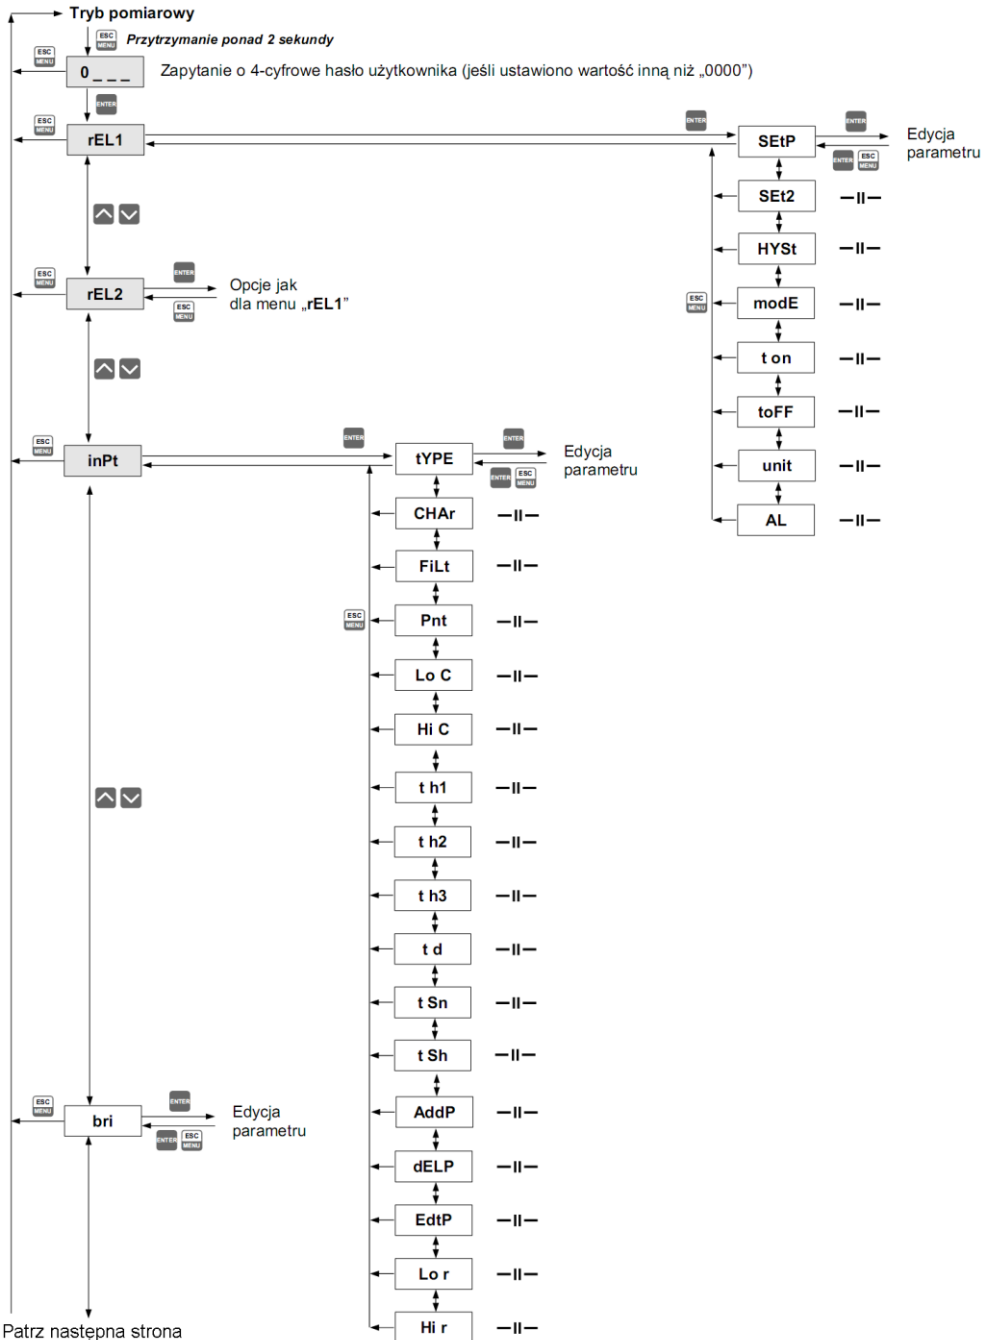 Tryb pomiarowy
ESC
MENU
Przytrzymanie ponad 2 sekundy
ESC
MENU
0 _ _ _
Zapytanie o 4-cyfrowe hasło użytkownika (jeśli ustawiono wartość inną niż „0000”)
ENTER
ESC
MENU
rEL1
ENTER
SEtP
ENTER
ENTER
ESC
MENU
Edycja
parametru
SEt2
—II—
HYSt
—II—
ESC
MENU
rEL2
ENTER
ESC
MENU
Opcje jak
dla menu „rEL1”
ESC
MENU
modE
—II—
t on
—II—
toFF
—II—
unit
—II—
AL
—II—
ESC
MENU
inPt
ENTER
tYPE
ENTER
ENTER
ESC
MENU
Edycja
parametru
CHAr
—II—
FiLt
—II—
ESC
MENU
Pnt
—II—
Lo C
—II—
Hi C
—II—
t h1
—II—
t h2
—II—
t h3
—II—
t d
—II—
t Sn
—II—
t Sh
—II—
ESC
MENU
bri
ENTER
ENTER
ESC
MENU
Edycja
parametru
AddP
—II—
dELP
—II—
EdtP
—II—
Lo r
—II—
Hi r
—II—
Patrz następna strona